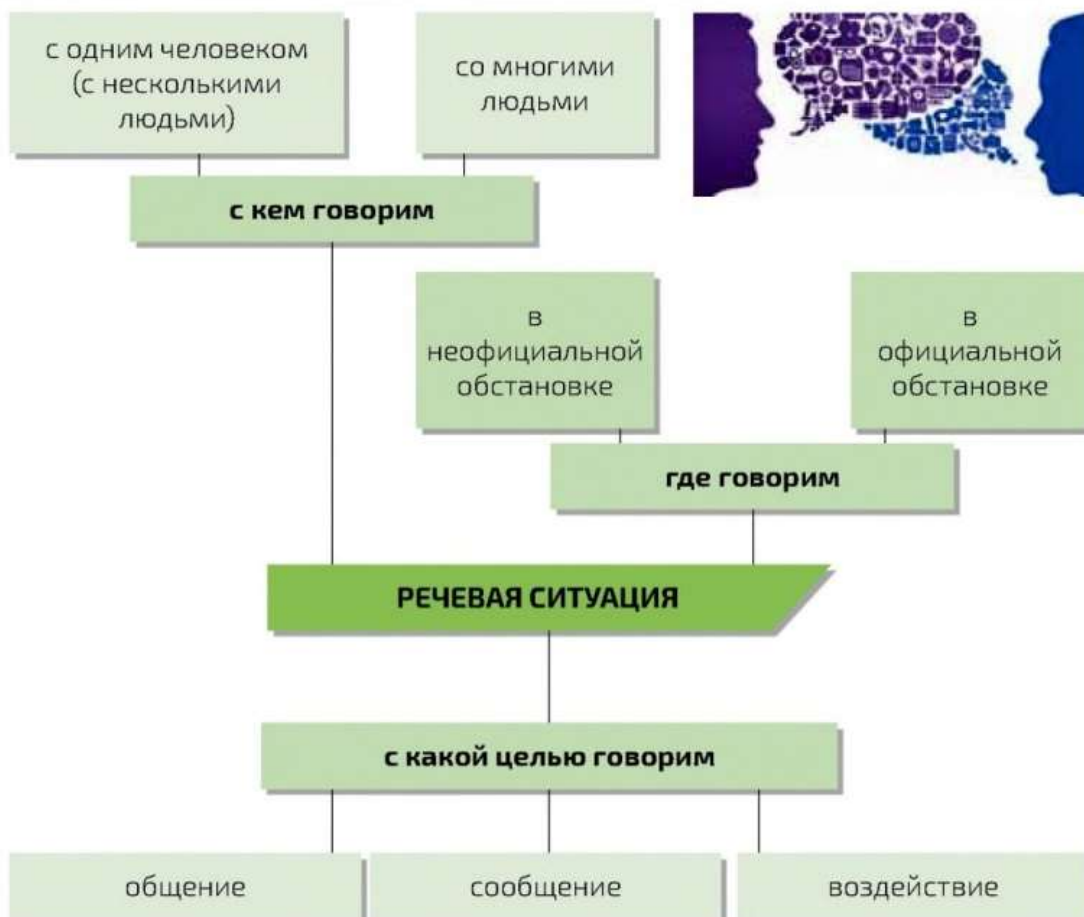 с одним человеком
(с несколькими
людьми)
со многими
людьми
с кем говорим
в
неофициальной
обстановке
в
официальной
обстановке
где говорим
РЕЧЕВАЯ СИТУАЦИЯ
с какой целью говорим
общение
сообщение
воздействие